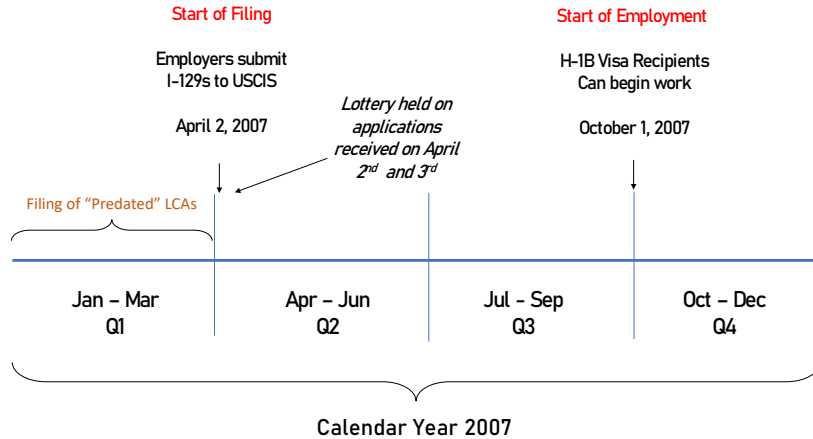 Start of Filing
Employers submit
I-129s to USCIS
April 2, 2007
Lottery held on
applications
received on April
2nd and 3rd
Start of Employment
H-1B Visa Recipients
Can begin work
October 1, 2007
Filing of “Predated” LCAs
Jan – Mar
Q1
Apr – Jun
Q2
Jul - Sep
Q3
Oct – Dec
Q4
Calendar Year 2007